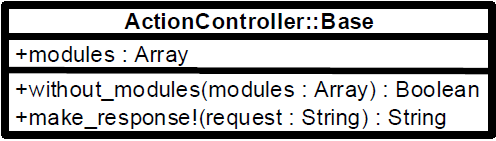 ActionController::Base
+modules : Array
+without_modules(modules : Array) : Boolean
+make_response!(request : String) : String